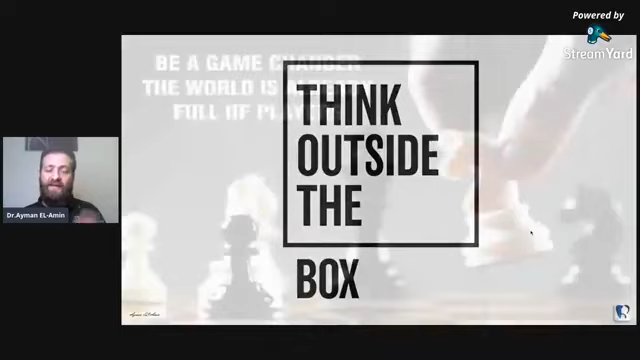 Powered by
StreamYard
BE A GAME CHANGER
THE WORLD IS ALREADY
FULL OF
THINK
OUTSIDE
THE
BOX
Dr.Ayman EL-Amin